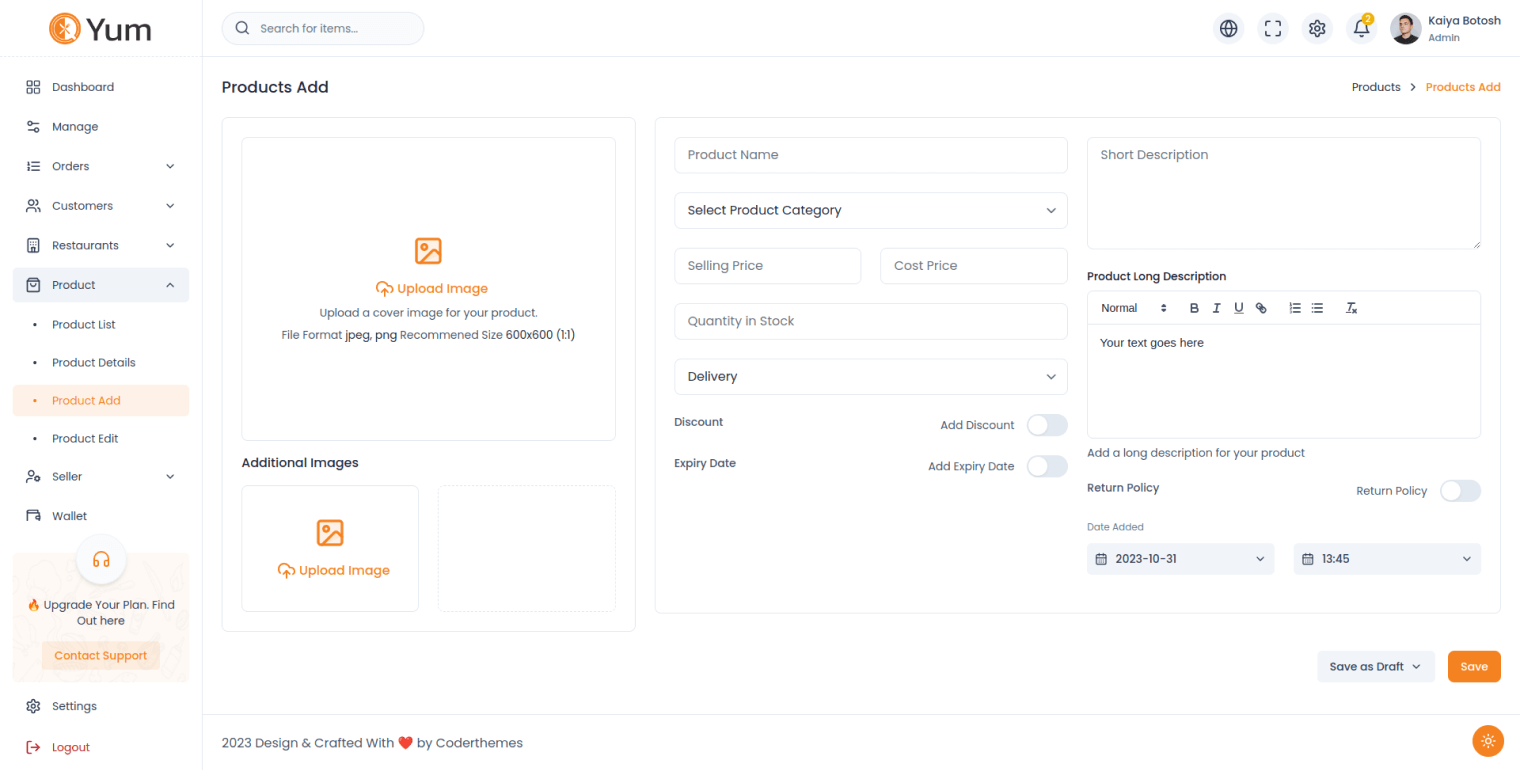 Yum
Search for items...
2
Kaiya Botosh
Admin
Dashboard
Manage
Orders
Customers
Restaurants
Product
Product List
Product Details
Product Add
Product Edit
Seller
Wallet
🔥 Upgrade Your Plan. Find
Out here
Contact Support
Settings
Logout
Products Add
Products > Products Add
Upload Image
Upload a cover image for your product.
File Format jpeg, png Recommened Size 600x600 (1:1)
Additional Images
Upload Image
Product Name
Select Product Category
Selling Price
Cost Price
Quantity in Stock
Delivery
Discount
Add Discount
Expiry Date
Add Expiry Date
Short Description
Product Long Description
Normal B I U
Your text goes here
Add a long description for your product
Return Policy
Return Policy
Date Added
2023-10-31
13:45
Save as Draft
Save
2023 Design & Crafted With ❤️ by Coderthemes